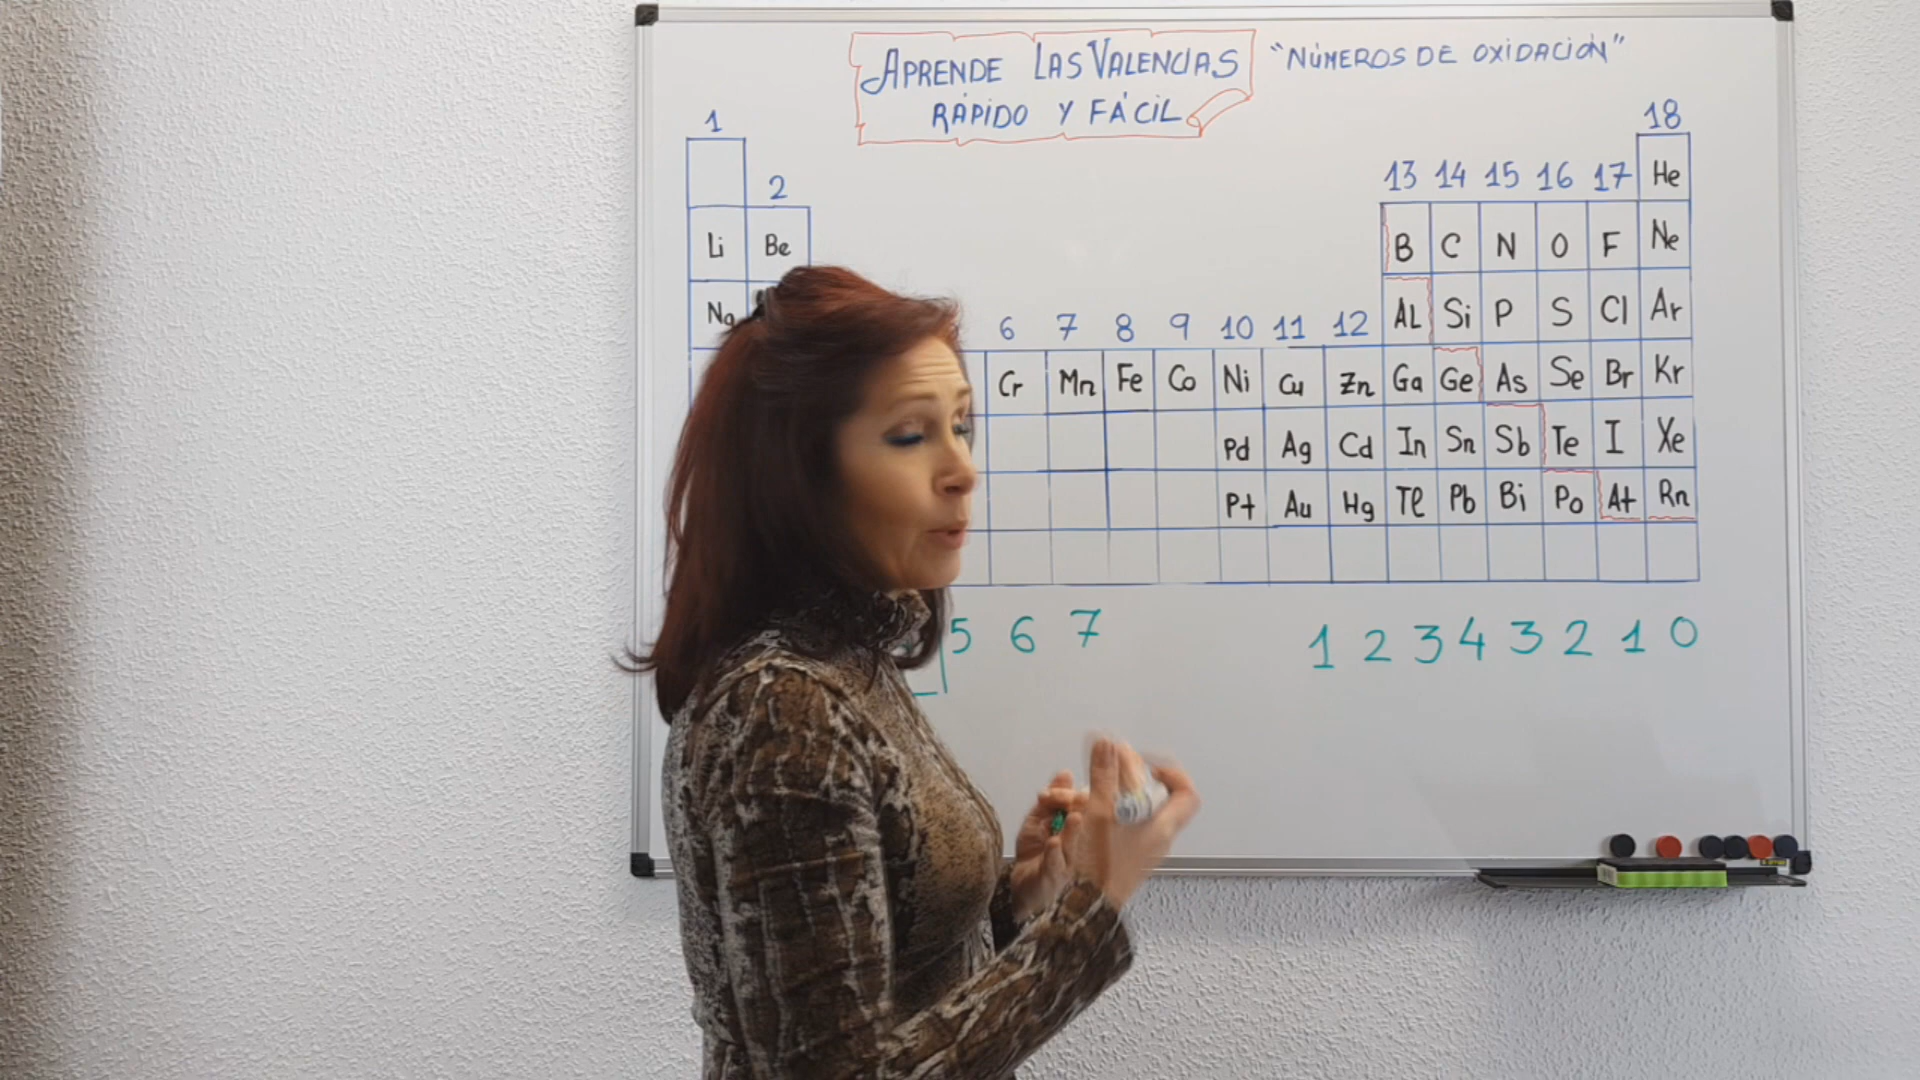 APRENDE LAS VALENCIAS "NÚMEROS DE OXIDACIÓN"
RÁPIDO Y FÁCIL
1 18
2 13 14 15 16 17 He
Li Be B C N O F Ne
Na 6 7 8 9 10 11 12 AL Si P S Cl Ar
Cr Mn Fe Co Ni Cu Zn Ga Ge As Se Br Kr
Pd Ag Cd In Sn Sb Te I Xe
Pt Au Hg Tl Pb Bi Po At Rn
5 6 7 1 2 3 4 3 2 1 0